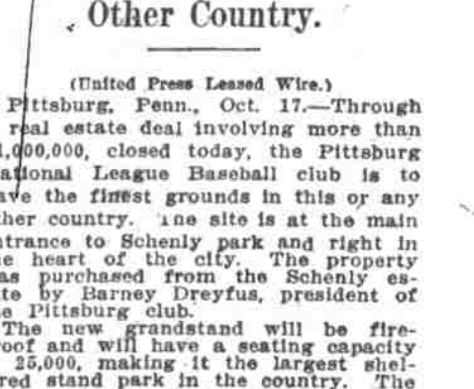 Other Country.
(United Press Leased Wire.)
Pittsburg, Penn., Oct. 17.—Through
real estate deal involving more than
1,000,000, closed today, the Pittsburg
ational League Baseball club is to
ave the finest grounds in this or any
ther country. The site is at the main
ntrance to Schenly park and right in
e heart of the city. The property
as purchased from the Schenly es-
te by Barney Dreyfus, president of
e Pittsburg club.
The new grandstand will be fire-
oof and will have a seating capacity
25,000, making it the largest shel-
red stand park in the country. The